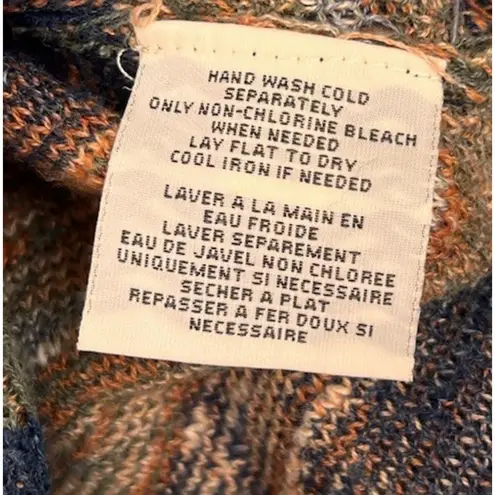 HAND WASH COLD
SEPARATELY
ONLY NON-CHLORINE BLEACH
WHEN NEEDED
LAY FLAT TO DRY
COOL IRON IF NEEDED
LAVER A LA MAIN EN
EAU FROIDE
LAVER SEPAREMENT
EAU DE JAVEL NON CHLOREE
UNIQUEMENT SI NECESSAIRE
SECHER A PLAT
REPASSER A FER DOUX SI
NECESSAIRE